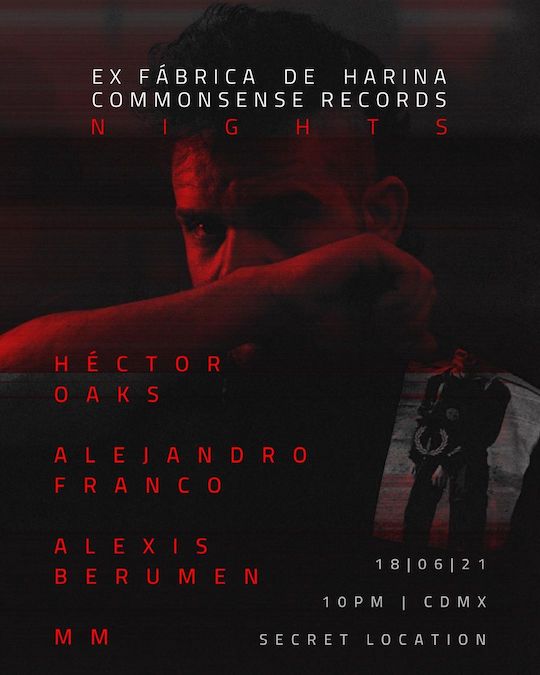 EX FÁBRICA DE HARINA
COMMONSENSE RECORDS
NIGHTS
HÉCTOR
OAKS
ALEJANDRO
FRANCO
ALEXIS
BERUMEN
MM
18|06|21
10PM | CDMX
SECRET LOCATION